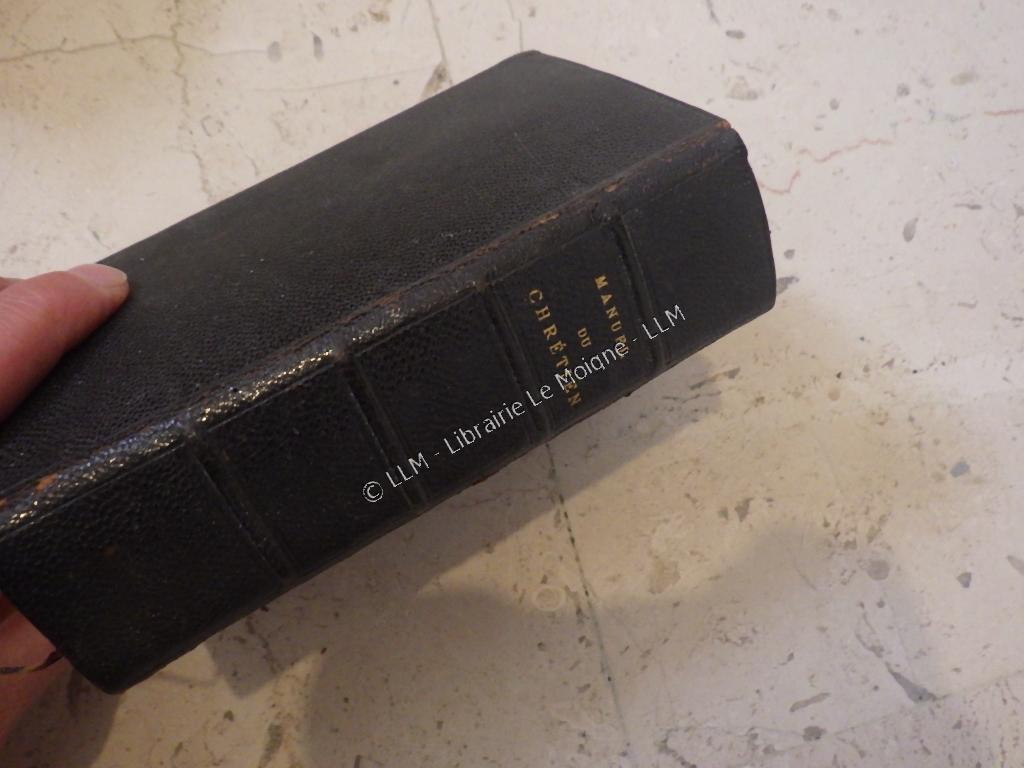 MANUEL
DU
CHRÉTIEN
© LLM - Librairie Le Moigne - LLM